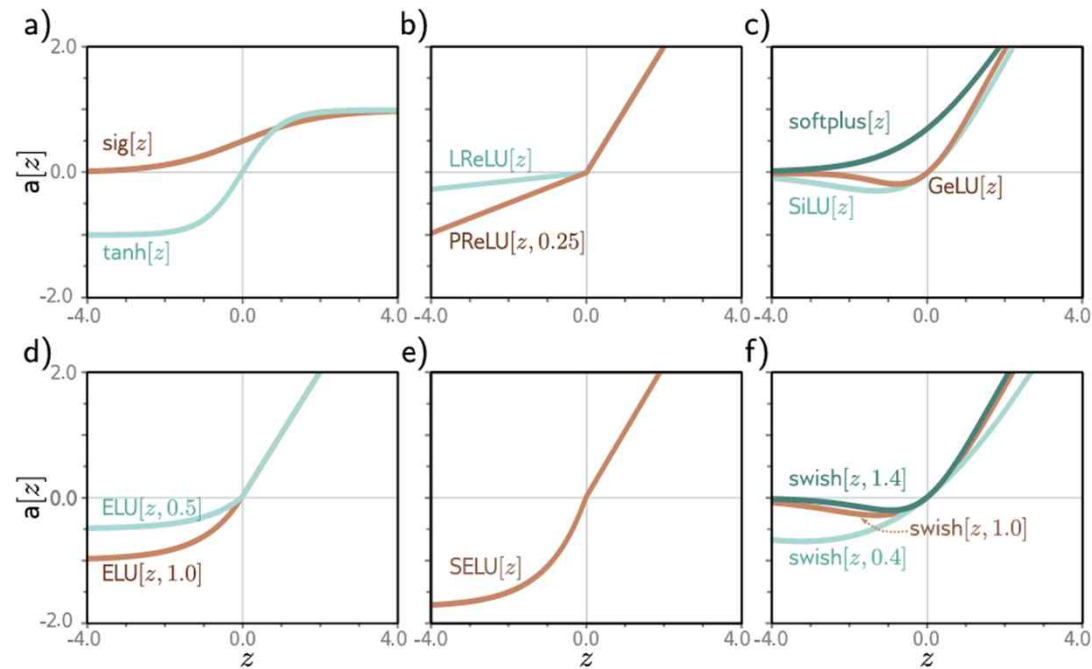 a)
b)
c)
2.0
sig[z]
softplus[z]
LReLU[z]
a[z]
0.0
GeLU[z]
SiLU[z]
PReLU[z, 0.25]
tanh[z]
-2.0
-4.0 0.0 4.0 -4.0 0.0 4.0 -4.0 0.0 4.0
d)
e)
f)
2.0
swish[z, 1.4]
a[z]
0.0
ELU[z, 0.5]
swish[z, 1.0]
swish[z, 0.4]
ELU[z, 1.0]
SELU[z]
-2.0
-4.0 0.0 4.0 -4.0 0.0 4.0 -4.0 0.0 4.0
z z z